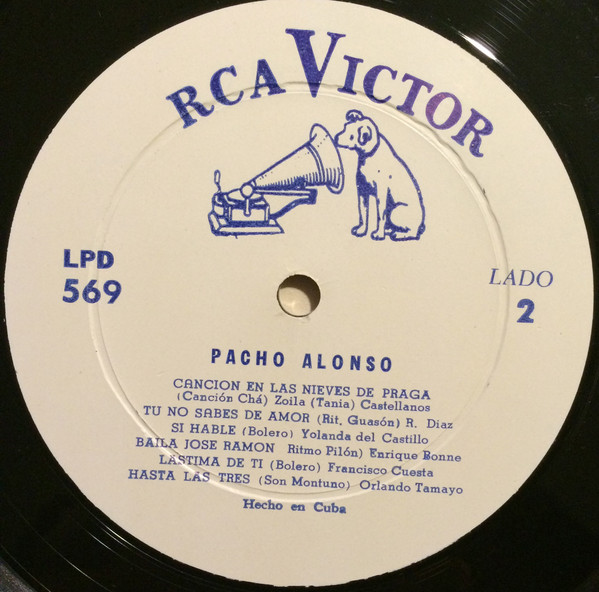 RCA VICTOR
LPD
569
LADO
2
PACHO ALONSO
CANCION EN LAS NIEVES DE PRAGA
(Canción Chá) Zoila (Tania) Castellanos
TU NO SABES DE AMOR (Rit, Guasón) R. Diaz
SI HABLE (Bolero) Yolanda del Castillo
BAILA JOSE RAMON Ritmo Pilón) Enrique Bonne
LASTIMA DE TI (Bolero) Francisco Cuesta
HASTA LAS TRES (Son Montuno) Orlando Tamayo
Hecho en Cuba